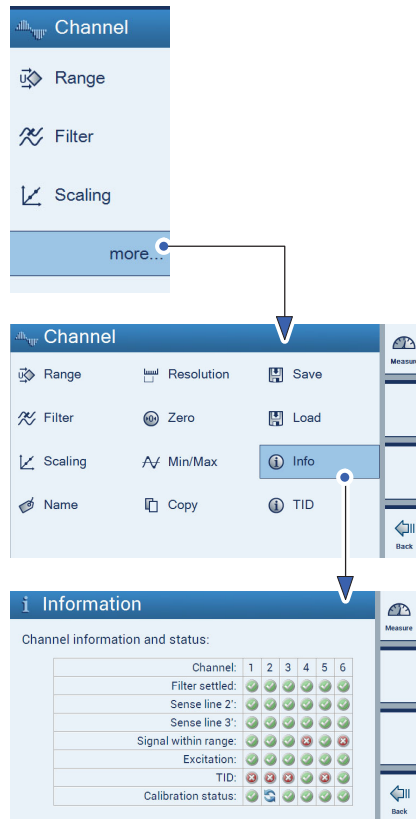 Channel
Range
Filter
Scaling
more...
Channel
Range Resolution Save
Filter Zero Load
Scaling Min/Max Info
Name Copy TID
Measure
Back
Information
Channel information and status:
Channel: 1 2 3 4 5 6
Filter settled:
Sense line 2':
Sense line 3':
Signal within range:
Excitation:
TID:
Calibration status:
Measure
Back